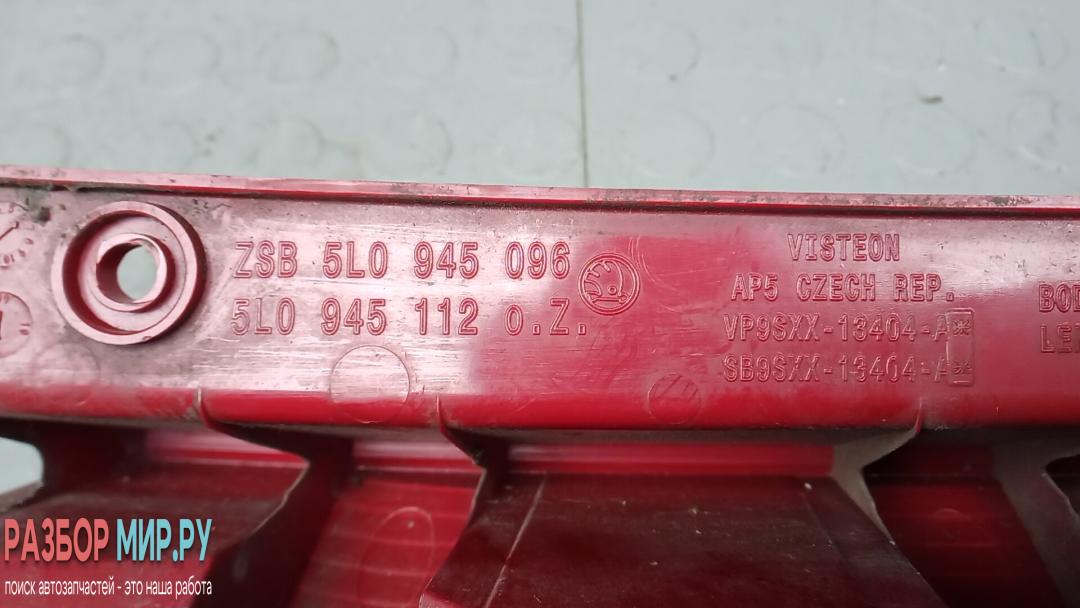 ZSB 5L0 945 096
5L0 945 112 o.Z.
VISTEON
AP5 CZECH REP.
VP9SXX-13404-A*
SB9SXX-13404-A*
РАЗБОР МИР.РУ
поиск автозапчастей - это наша работа